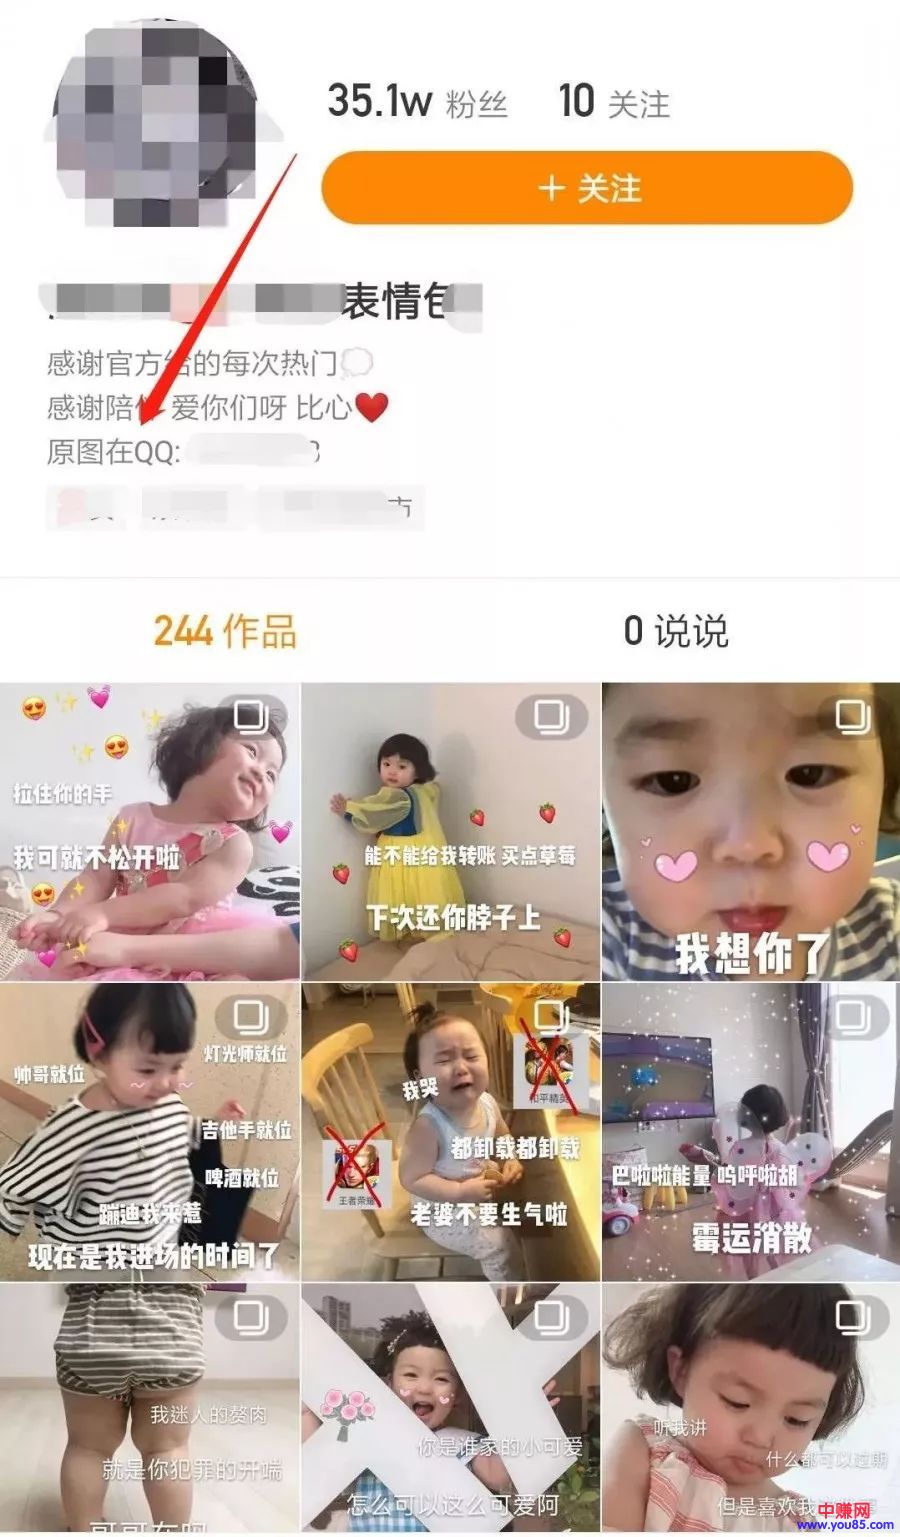 35.1w 粉丝 10 关注
+ 关注
表情包
感谢官方给的每次热门
感谢陪伴 爱你们呀 比心
原图在QQ:
市
244 作品 0 说说
拉住你的手
我可就不松开啦
能不能给我转账 买点草莓
下次还你脖子上
我想你了
帅哥就位
灯光师就位
吉他手就位
啤酒就位
蹦迪我来惹
现在是我进场的时间了
我哭
和平精英
都卸载都卸载
王者荣耀
老婆不要生气啦
巴啦啦能量 呜呼啦胡
霉运消散
我迷人的赘肉
就是你犯罪的开端
你是谁家的小可爱
怎么可以这么可爱阿
听我讲
什么都可以过期
但是喜欢我
中赚网
www.you85.com